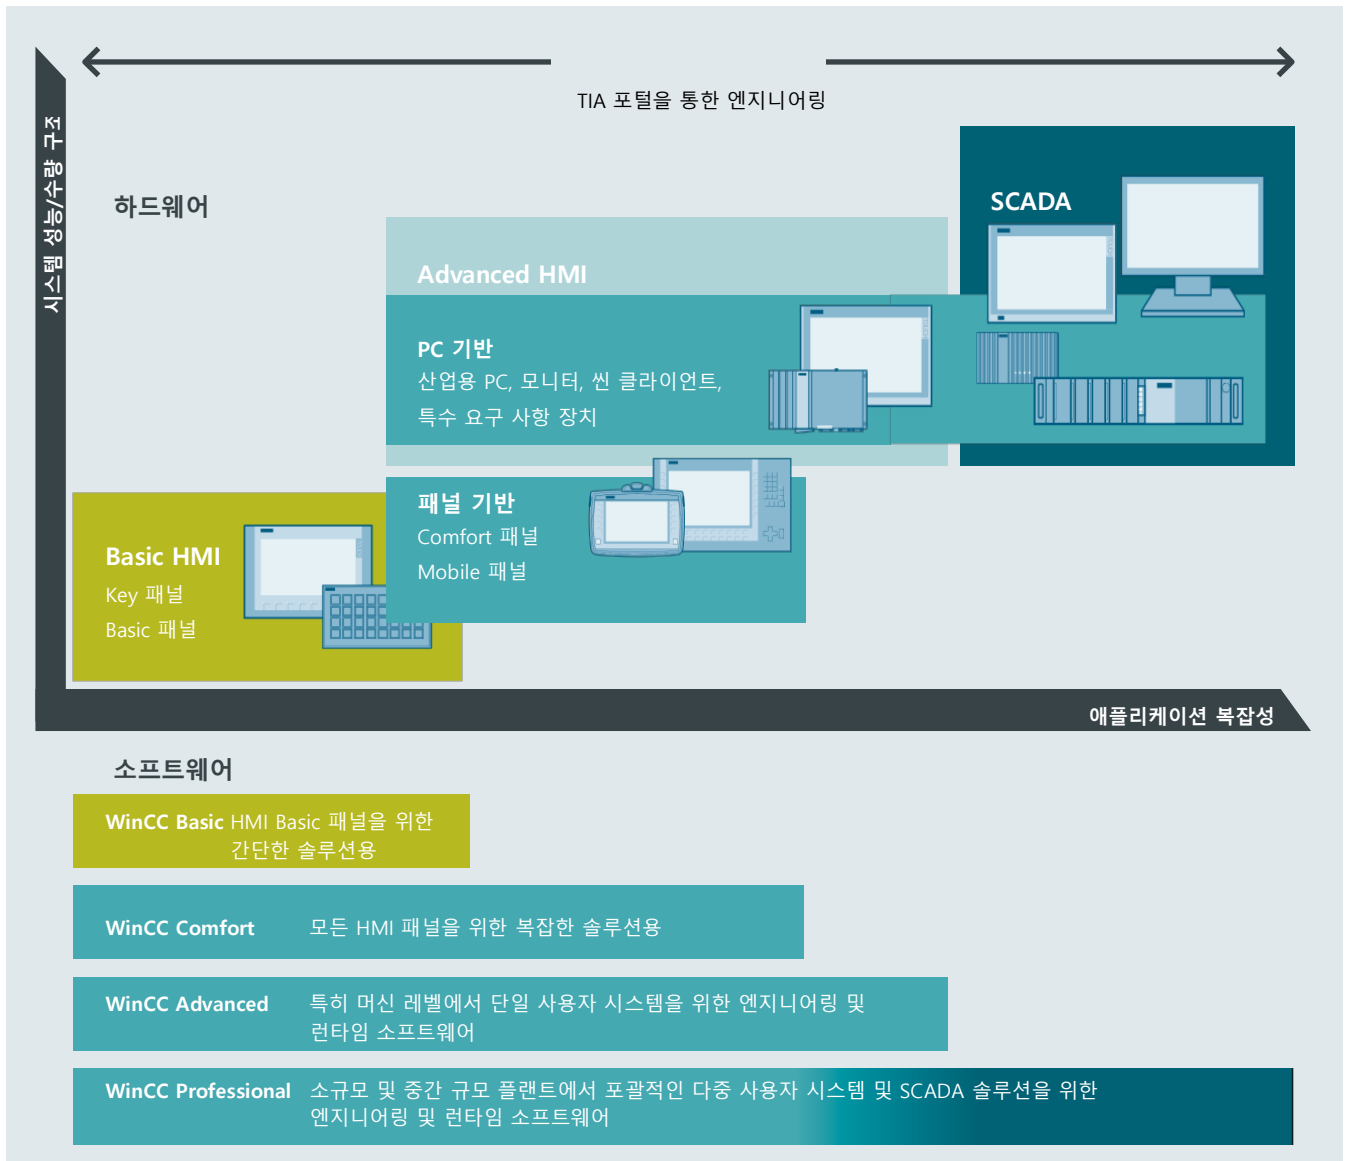 TIA 포털을 통한 엔지니어링
시스템 성능/수량 구조
하드웨어
SCADA
Advanced HMI
PC 기반
산업용 PC, 모니터, 씬 클라이언트,
특수 요구 사항 장치
패널 기반
Comfort 패널
Mobile 패널
Basic HMI
Key 패널
Basic 패널
애플리케이션 복잡성
소프트웨어
WinCC Basic HMI Basic 패널을 위한
간단한 솔루션용
WinCC Comfort 모든 HMI 패널을 위한 복잡한 솔루션용
WinCC Advanced 특히 머신 레벨에서 단일 사용자 시스템을 위한 엔지니어링 및
런타임 소프트웨어
WinCC Professional 소규모 및 중간 규모 플랜트에서 포괄적인 다중 사용자 시스템 및 SCADA 솔루션을 위한
엔지니어링 및 런타임 소프트웨어